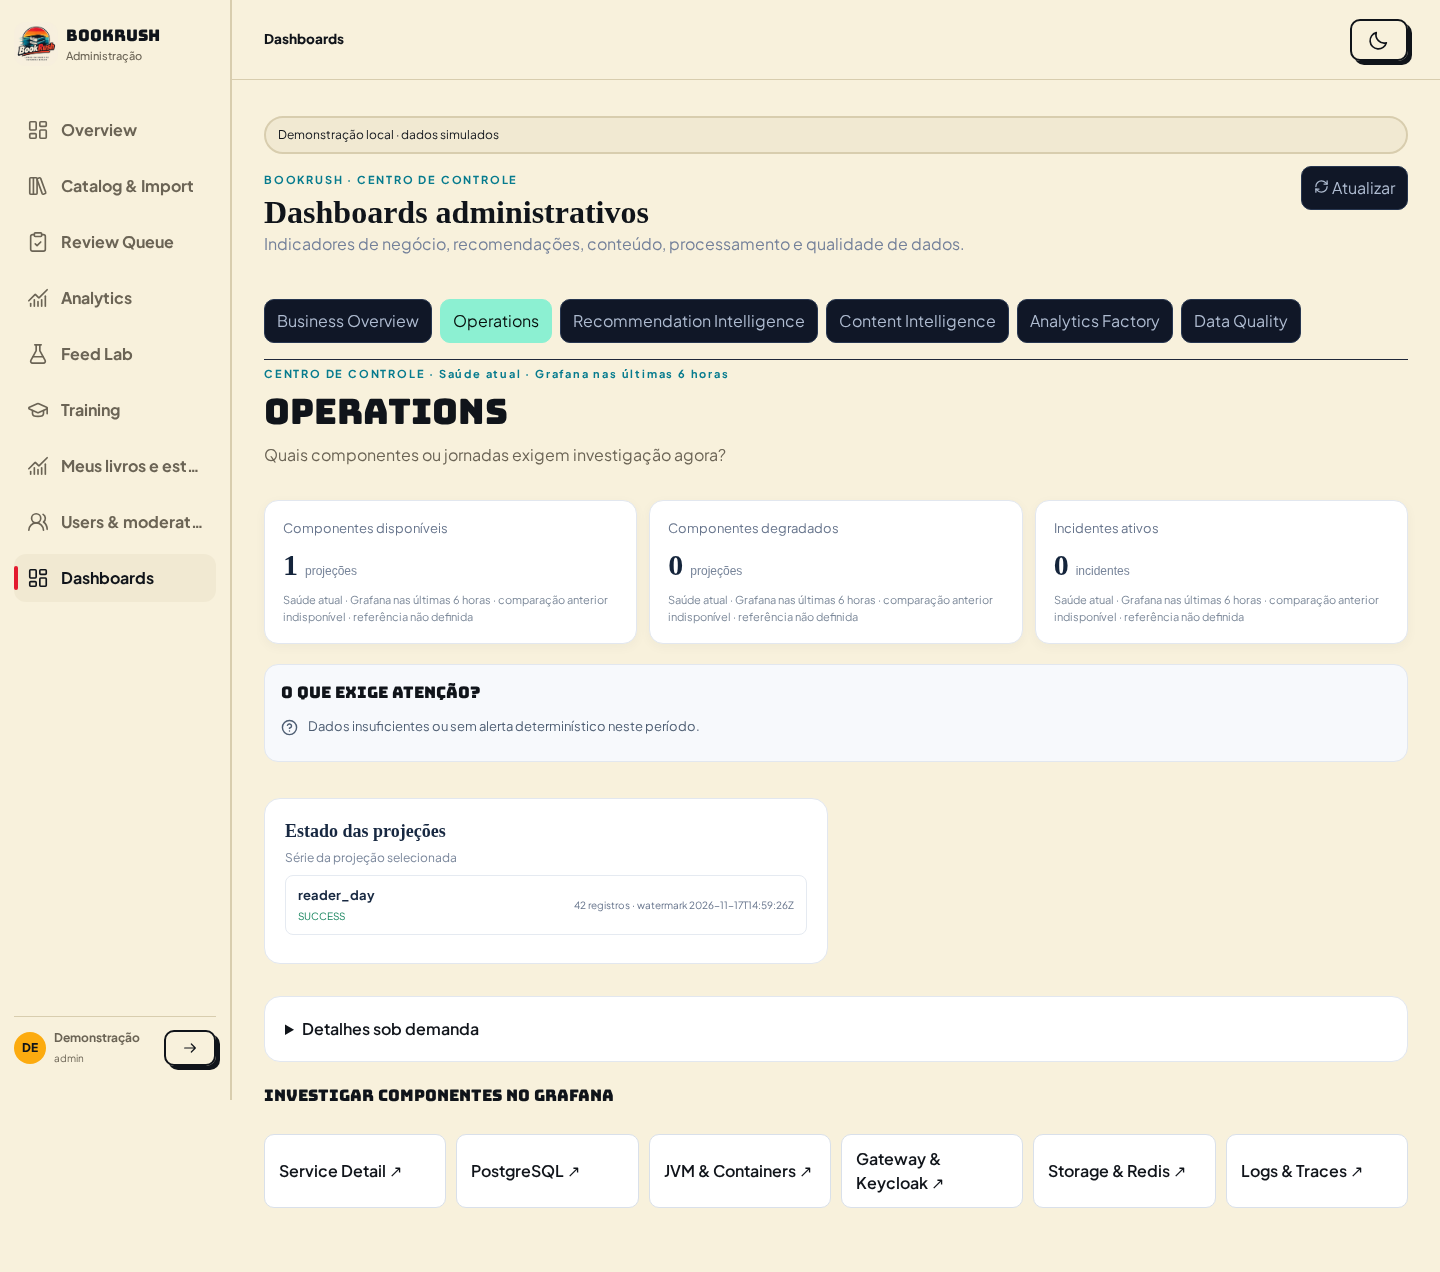 BOOKRUSH
Administração
Dashboards
Overview
Catalog & Import
Review Queue
Analytics
Feed Lab
Training
Meus livros e est…
Users & moderat…
Dashboards
DE
Demonstração
admin
Demonstração local · dados simulados
BOOKRUSH · CENTRO DE CONTROLE
Dashboards administrativos
Indicadores de negócio, recomendações, conteúdo, processamento e qualidade de dados.
Atualizar
Business Overview
Operations
Recommendation Intelligence
Content Intelligence
Analytics Factory
Data Quality
CENTRO DE CONTROLE · Saúde atual · Grafana nas últimas 6 horas
OPERATIONS
Quais componentes ou jornadas exigem investigação agora?
Componentes disponíveis
1 projeções
Saúde atual · Grafana nas últimas 6 horas · comparação anterior
indisponível · referência não definida
Componentes degradados
0 projeções
Saúde atual · Grafana nas últimas 6 horas · comparação anterior
indisponível · referência não definida
Incidentes ativos
0 incidentes
Saúde atual · Grafana nas últimas 6 horas · comparação anterior
indisponível · referência não definida
O QUE EXIGE ATENÇÃO?
Dados insuficientes ou sem alerta determinístico neste período.
Estado das projeções
Série da projeção selecionada
reader_day
SUCCESS
42 registros · watermark 2026-11-17T14:59:26Z
Detalhes sob demanda
INVESTIGAR COMPONENTES NO GRAFANA
Service Detail ↗
PostgreSQL ↗
JVM & Containers ↗
Gateway &
Keycloak ↗
Storage & Redis ↗
Logs & Traces ↗